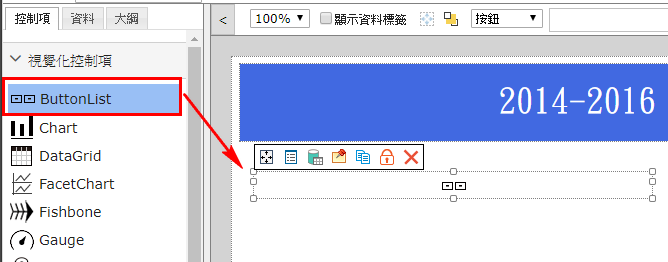 控制項 資料 大綱
< 100% 顯示資料標籤 按鈕
視覺化控制項
ButtonList
Chart
DataGrid
FacetChart
Fishbone
Gauge
2014-2016